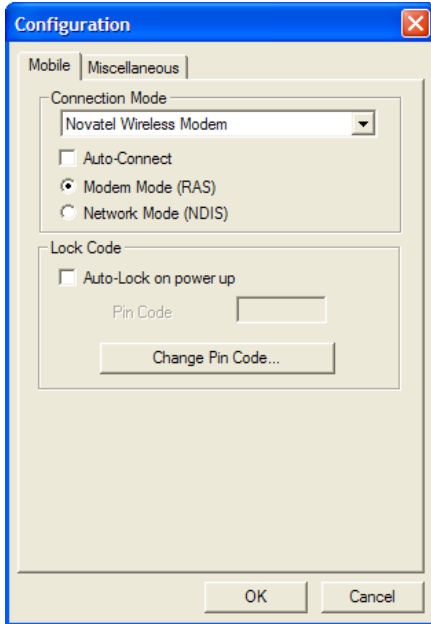 Configuration
Mobile
Miscellaneous
Connection Mode
Novatel Wireless Modem
Auto-Connect
Modem Mode (RAS)
Network Mode (NDIS)
Lock Code
Auto-Lock on power up
Pin Code
Change Pin Code...
OK
Cancel